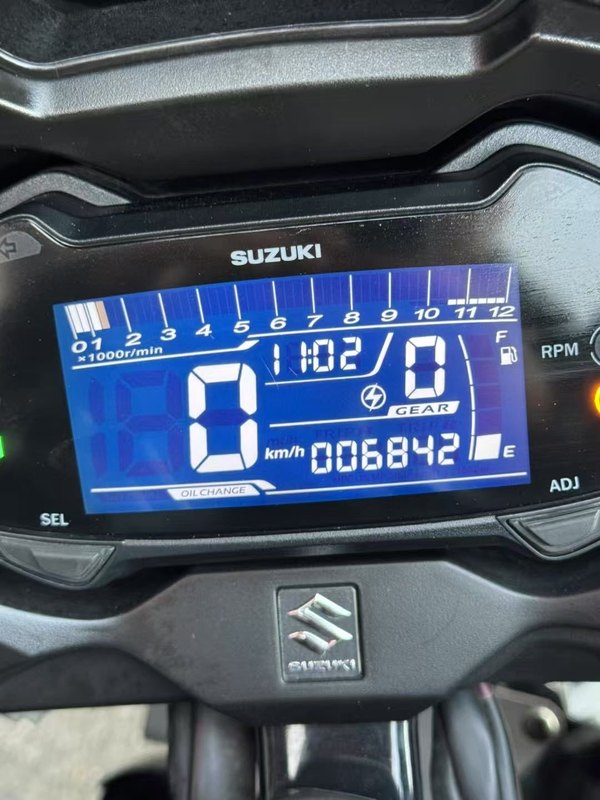 SUZUKI
0 1 2 3 4 5 6 7 8 9 10 11 12
×1000r/min
11:02
F
RPM
0
0
GEAR
km/h
006842
E
OIL CHANGE
SEL
ADJ
SUZUKI